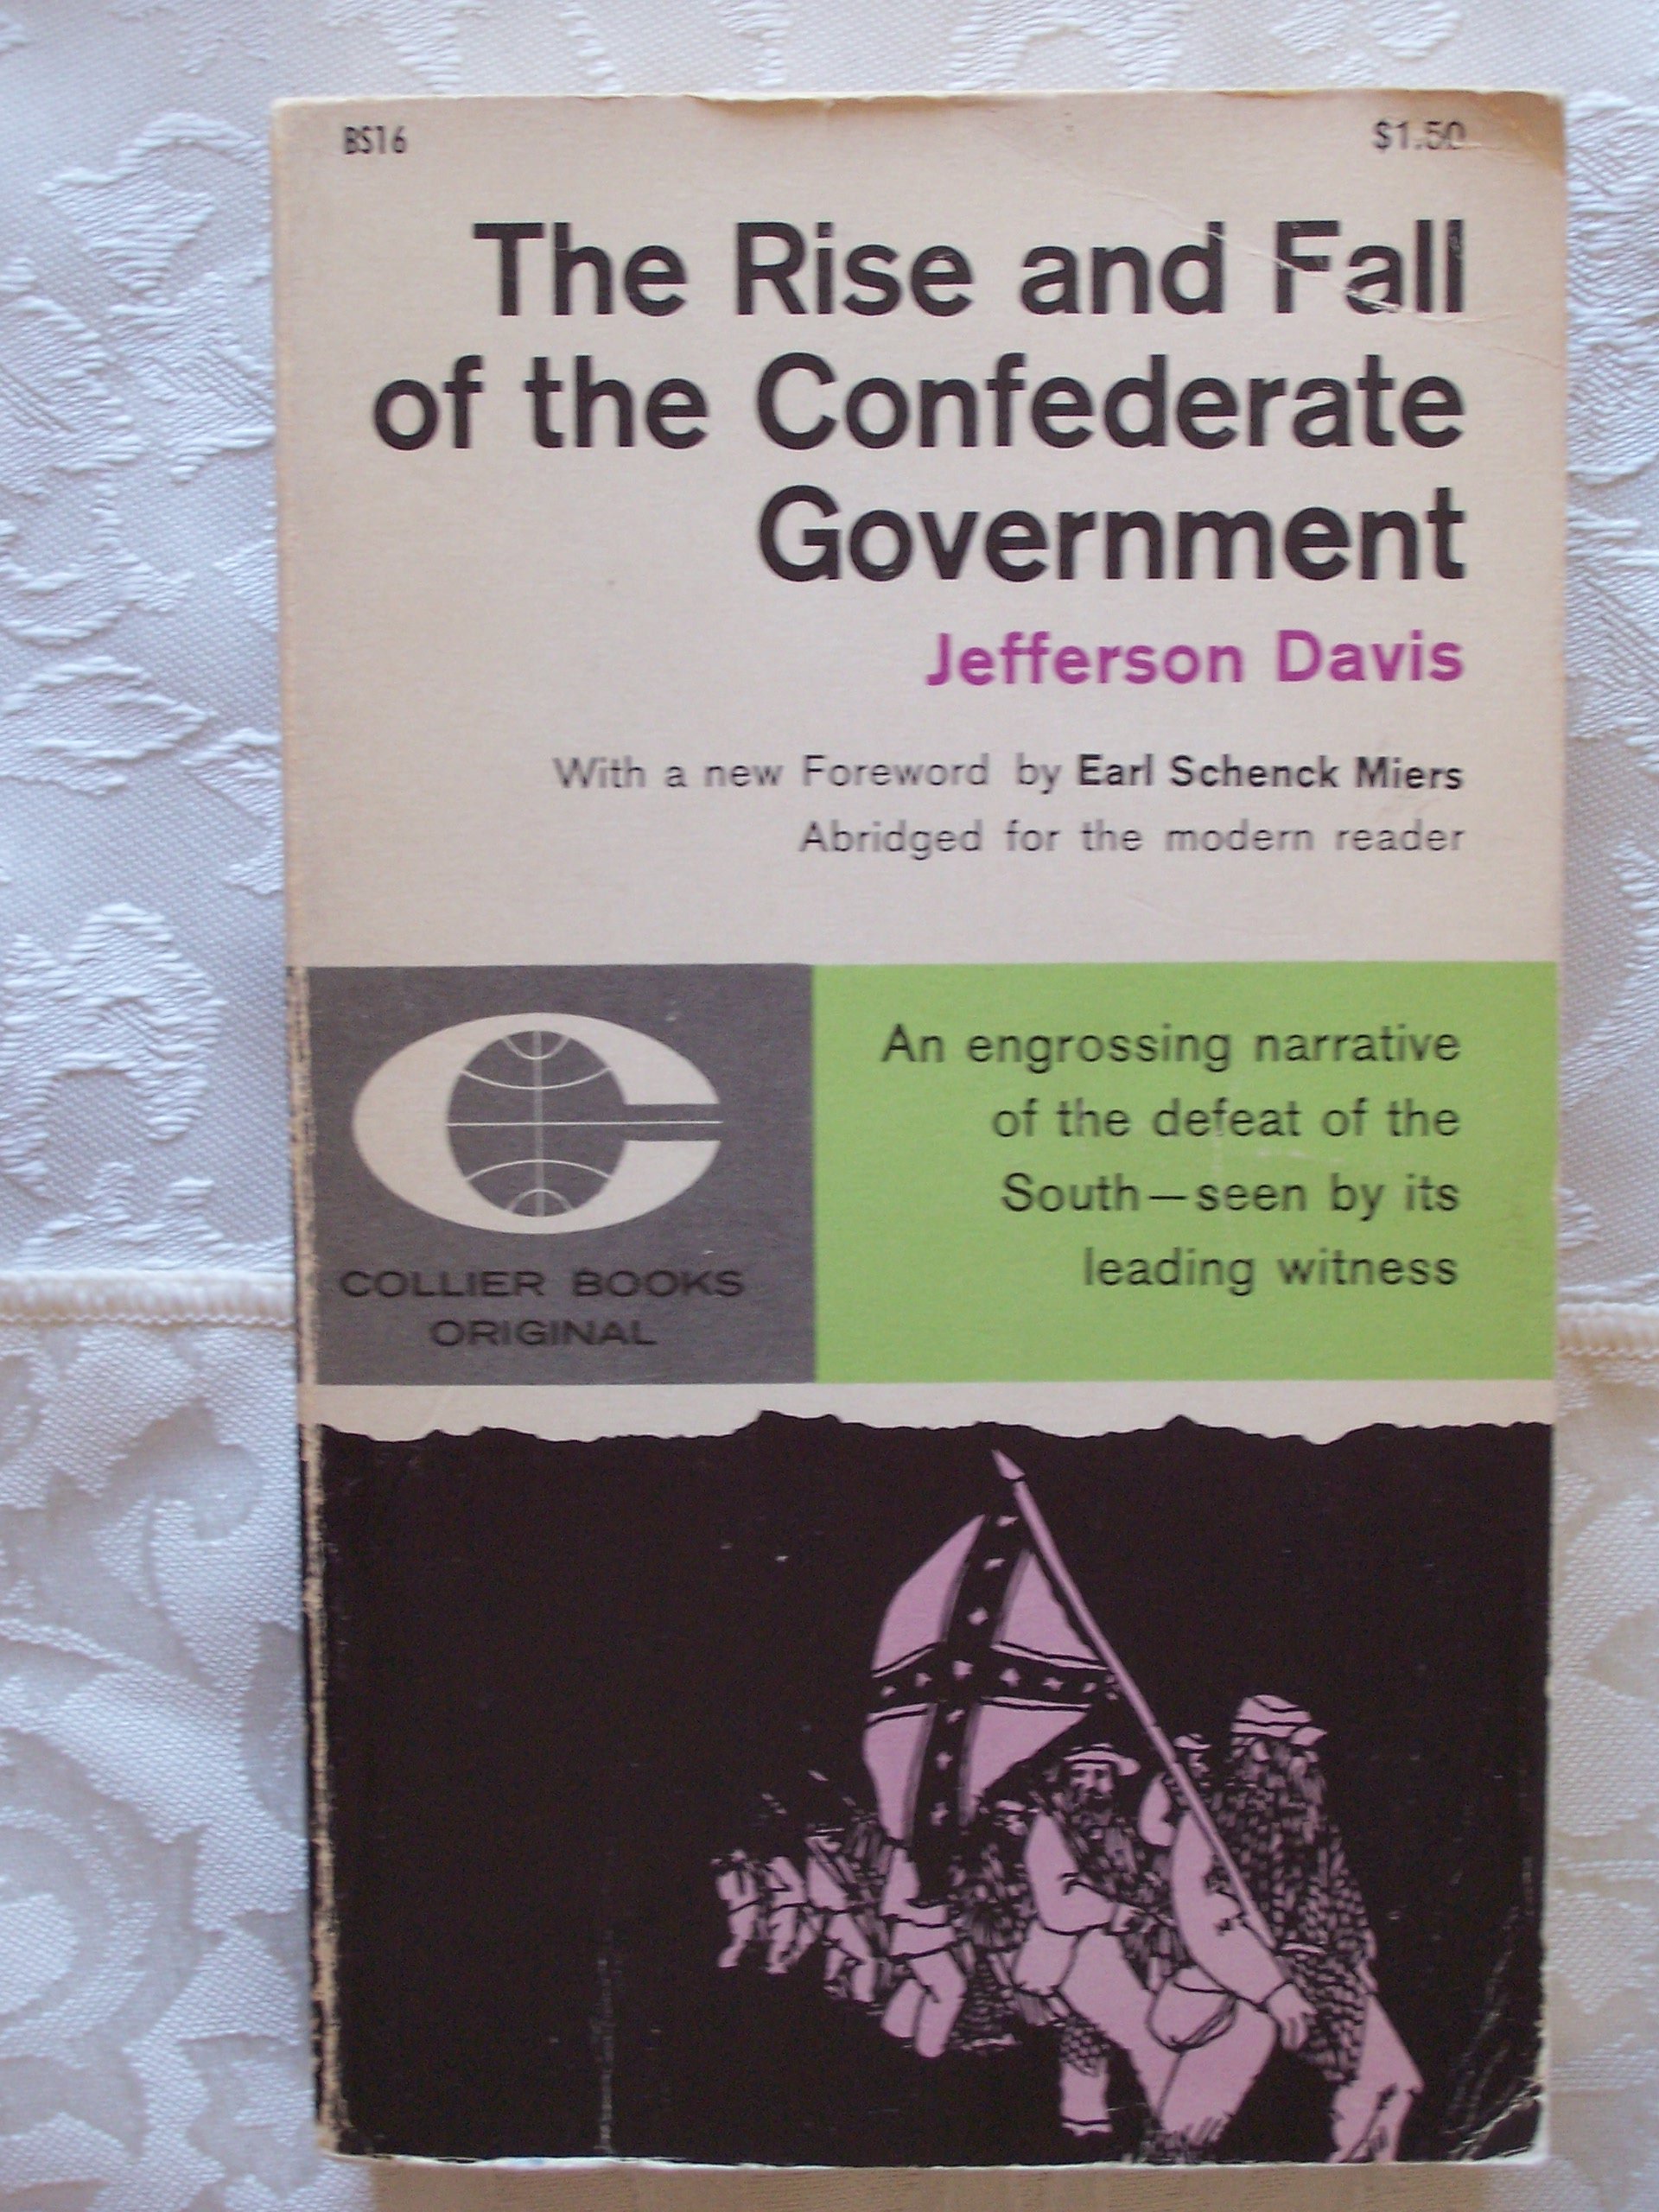 BS16 $1.50
The Rise and Fall
of the Confederate
Government
Jefferson Davis
With a new Foreword by Earl Schenck Miers
Abridged for the modern reader
An engrossing narrative
of the defeat of the
South—seen by its
leading witness
COLLIER BOOKS
ORIGINAL